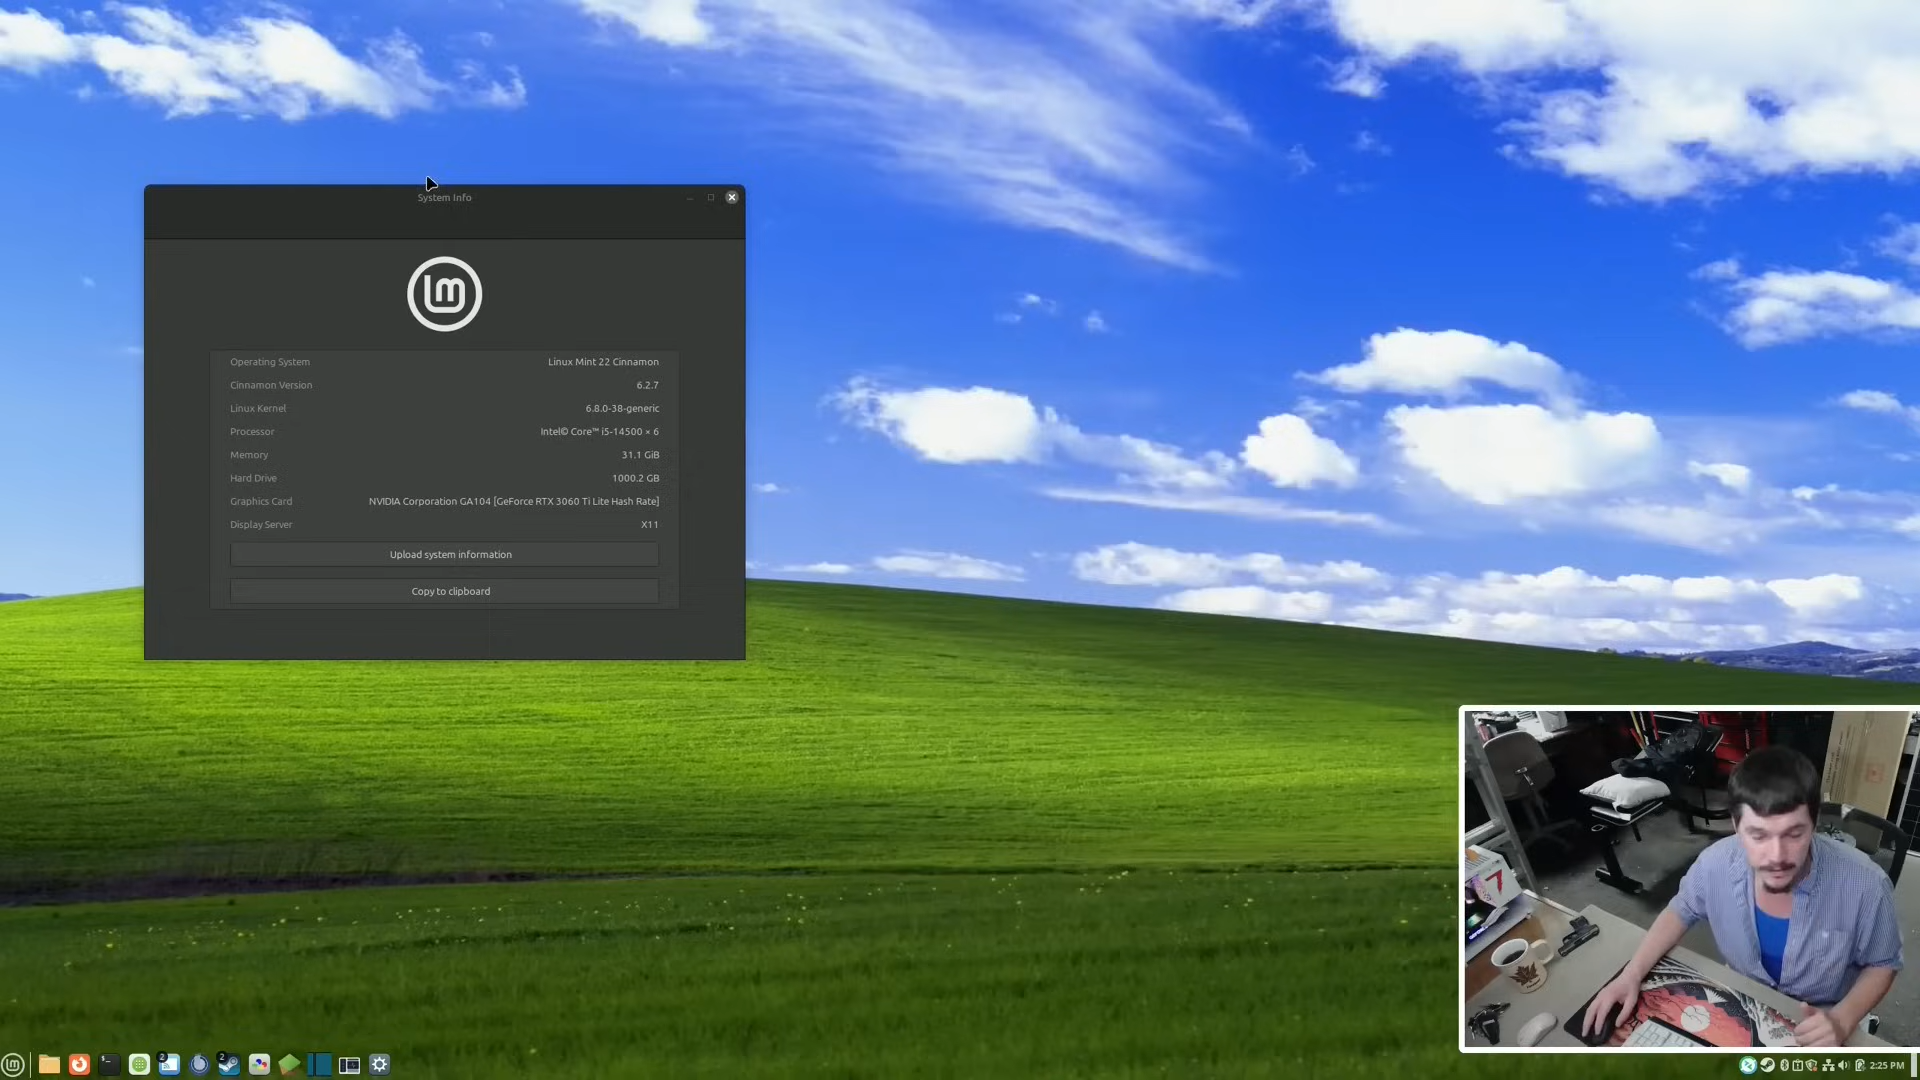 System Info
Operating System Linux Mint 22 Cinnamon
Cinnamon Version 6.2.7
Linux Kernel 6.8.0-38-generic
Processor Intel© Core™ i5-14500 × 6
Memory 31.1 GiB
Hard Drive 1000.2 GB
Graphics Card NVIDIA Corporation GA104 [GeForce RTX 3060 Ti Lite Hash Rate]
Display Server X11
Upload system information
Copy to clipboard
2
2
2:25 PM